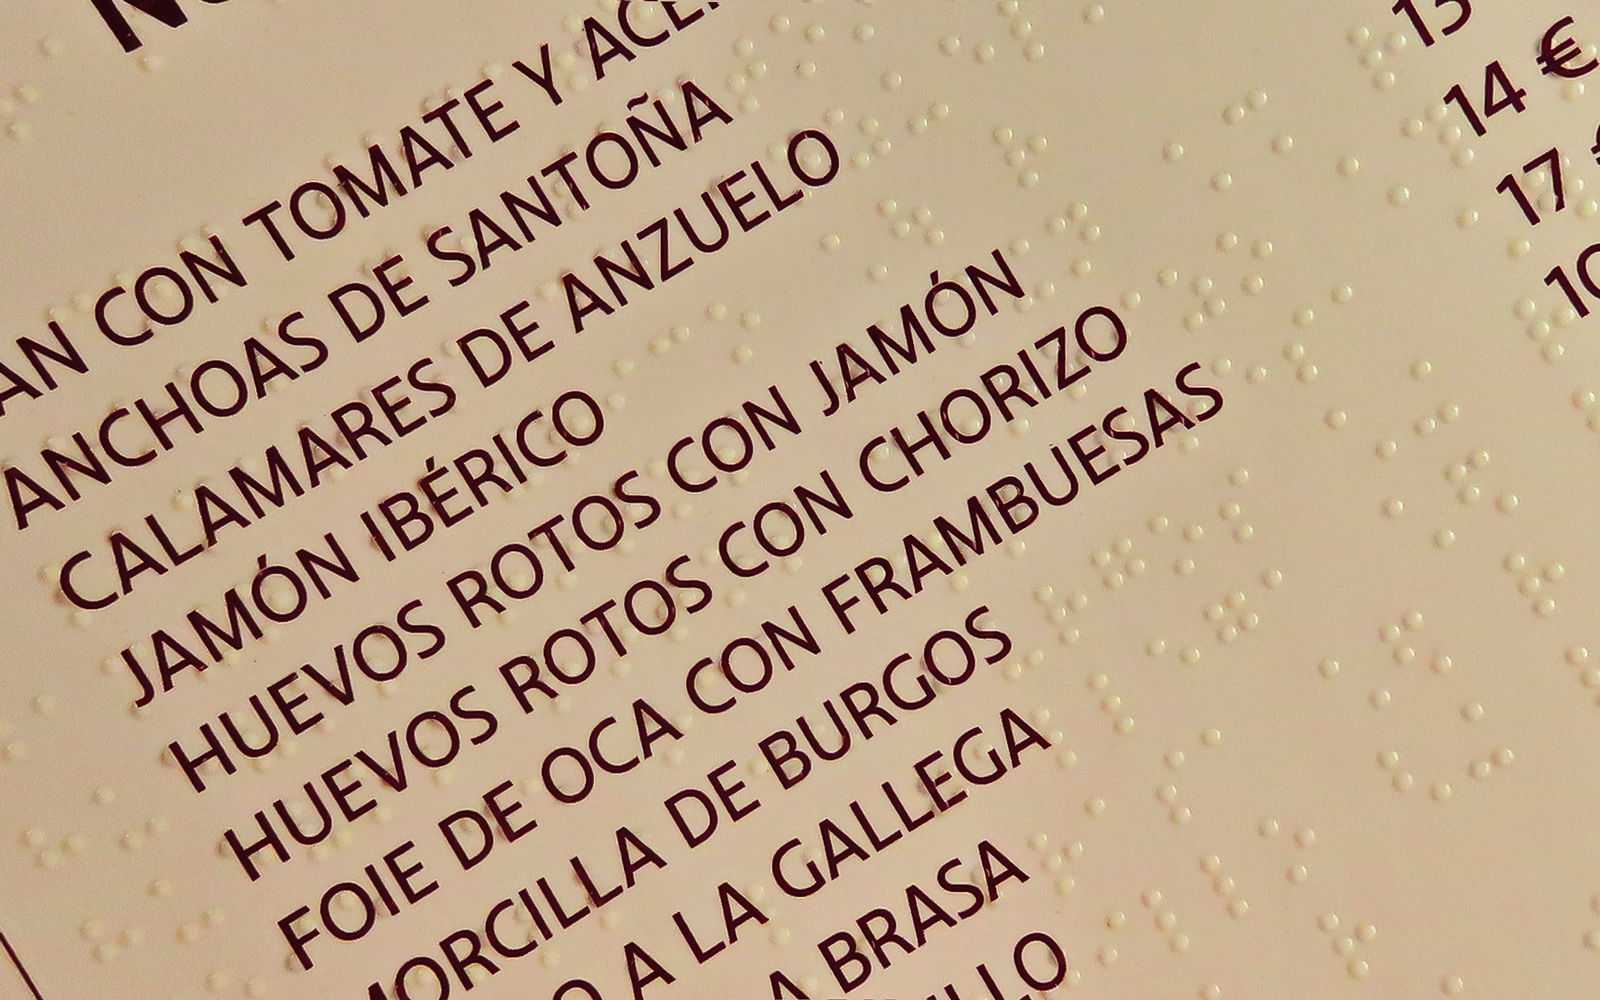 CON TOMATE Y
ANCHOAS DE SANTOÑA
CALAMARES DE ANZUELO
14 €
JAMÓN IBÉRICO
17
HUEVOS ROTOS CON JAMÓN
HUEVOS ROTOS CON CHORIZO
FOIE DE OCA CON FRAMBUESAS
MORCILLA DE BURGOS
A LA GALLEGA
A BRASA